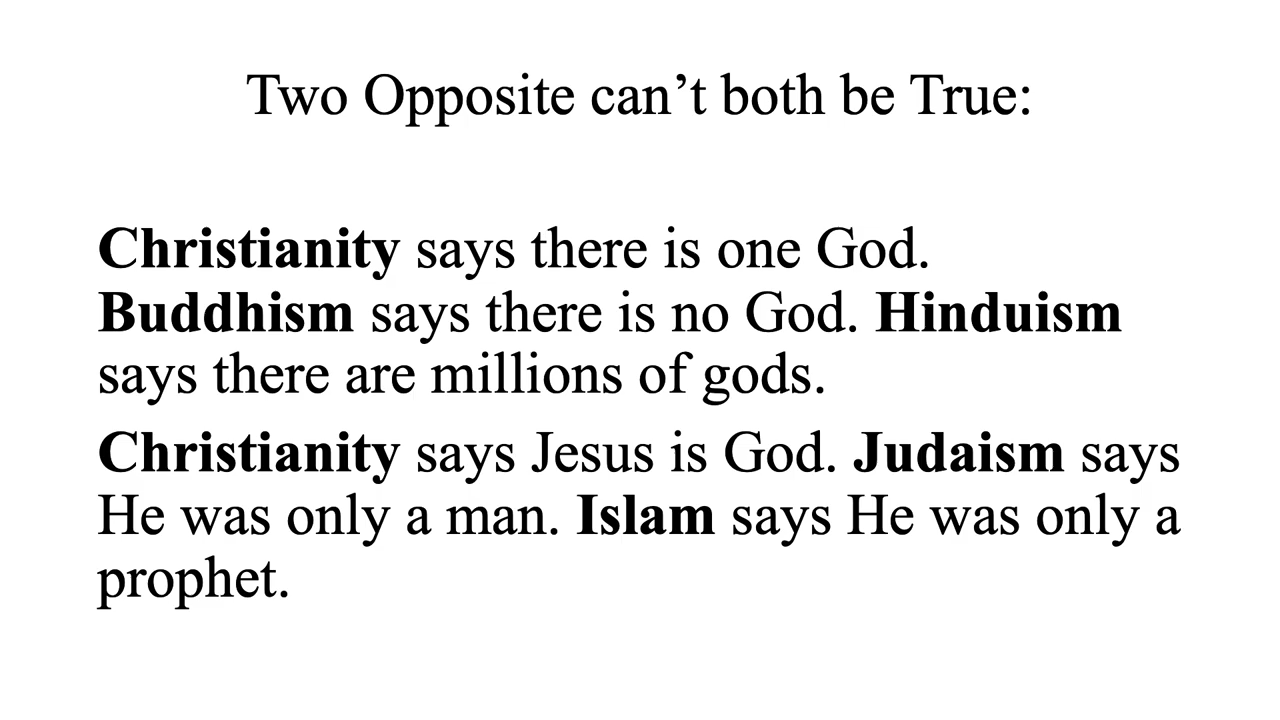 Two Opposite can’t both be True:
Christianity says there is one God.
Buddhism says there is no God. Hinduism
says there are millions of gods.
Christianity says Jesus is God. Judaism says
He was only a man. Islam says He was only a
prophet.